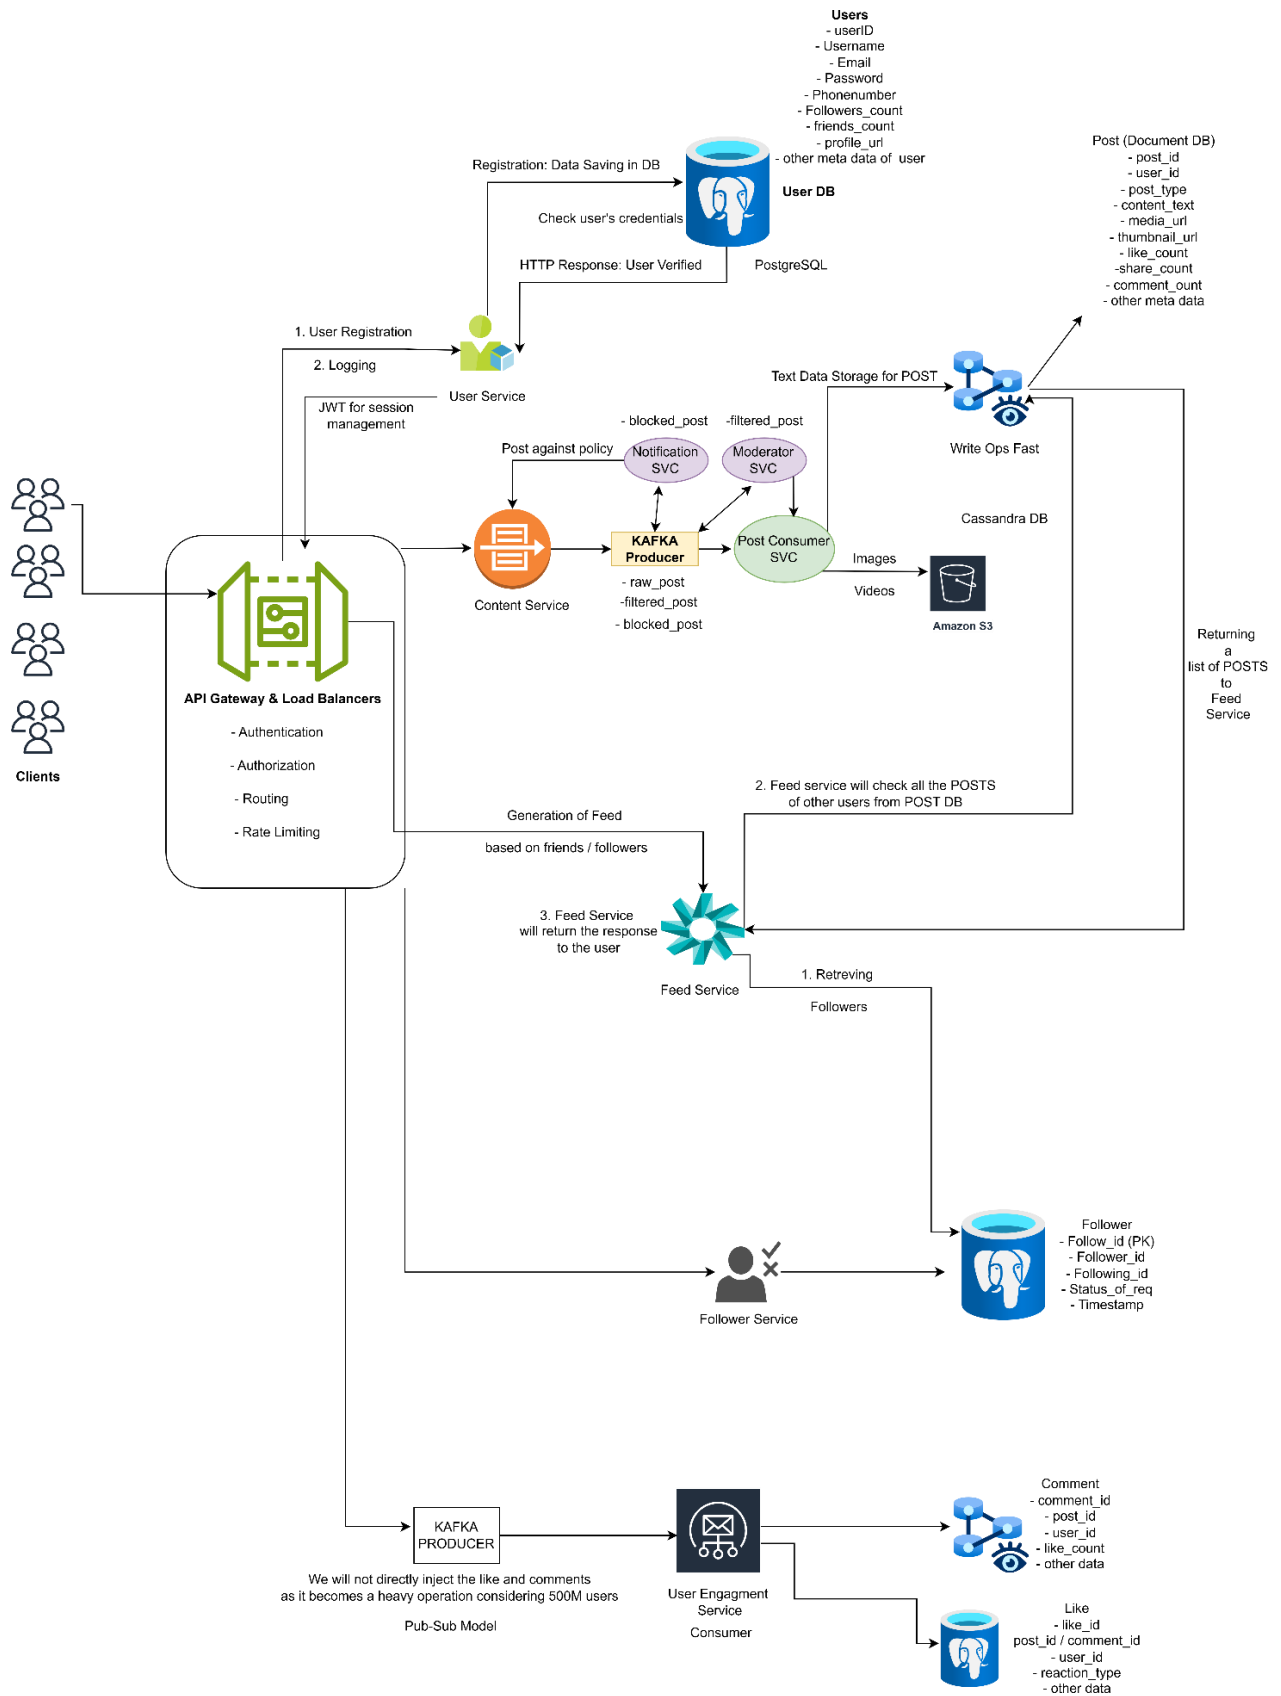 Users
- userID
- Username
- Email
- Password
- Phonenumber
- Followers_count
- friends_count
- profile_url
- other meta data of  user
User DB
PostgreSQL
Registration: Data Saving in DB
Check user's credentials
HTTP Response: User Verified
1. User Registration
2. Logging
User Service
JWT for session
management
Post (Document DB)
- post_id
- user_id
- post_type
- content_text
- media_url
- thumbnail_url
- like_count
-share_count
- comment_ount
- other meta data
Text Data Storage for POST
Write Ops Fast
Cassandra DB
- blocked_post
-filtered_post
Post against policy
Notification
SVC
Moderator
SVC
KAFKA
Producer
- raw_post
-filtered_post
- blocked_post
Post Consumer
SVC
Content Service
Images
Videos
Amazon S3
Returning
a
list of POSTS
to
Feed
Service
API Gateway & Load Balancers
- Authentication
- Authorization
- Routing
- Rate Limiting
Clients
2. Feed service will check all the POSTS
of other users from POST DB
Generation of Feed
based on friends / followers
3. Feed Service
will return the response
to the user
Feed Service
1. Retreving
Followers
Follower Service
Follower
- Follow_id (PK)
- Follower_id
- Following_id
- Status_of_req
- Timestamp
KAFKA
PRODUCER
We will not directly inject the like and comments
as it becomes a heavy operation considering 500M users
Pub-Sub Model
User Engagment
Service
Consumer
Comment
- comment_id
- post_id
- user_id
- like_count
- other data
Like
- like_id
post_id / comment_id
- user_id
- reaction_type
- other data